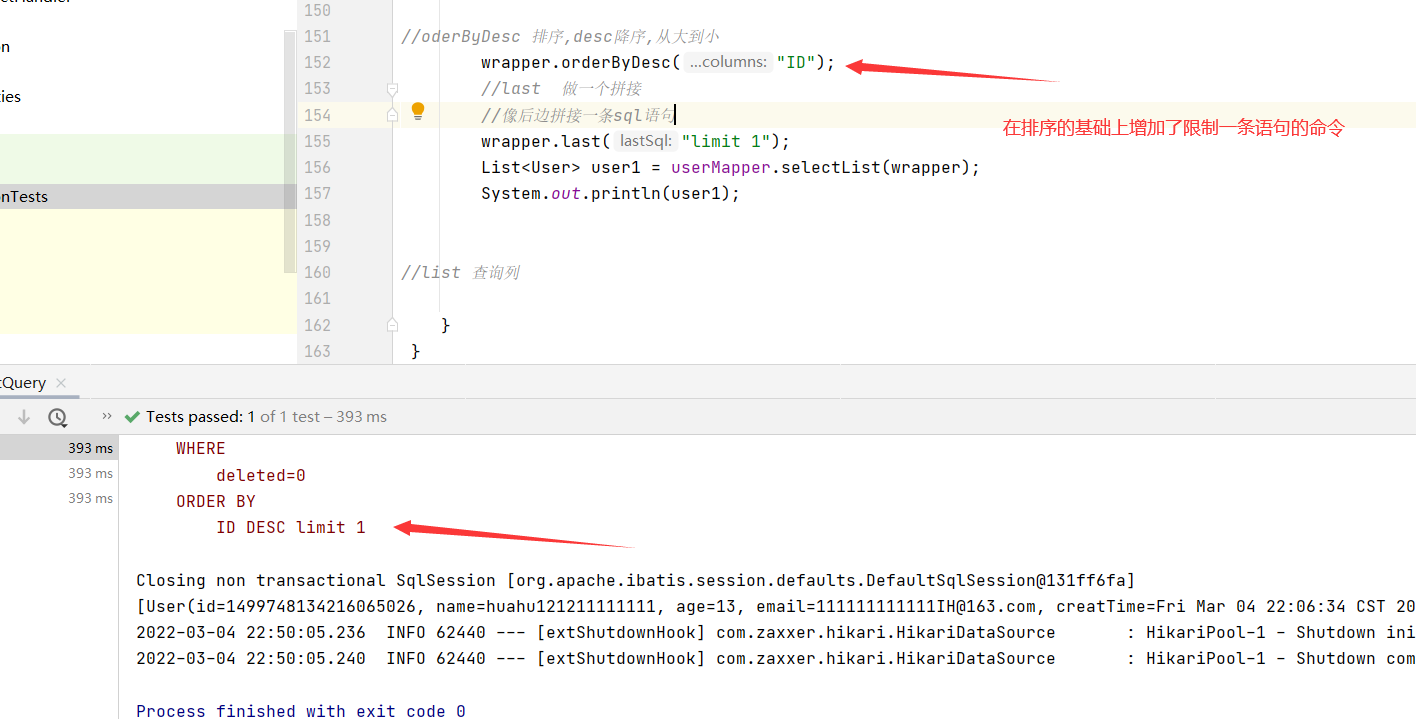 150
151 //oderByDesc 排序,desc降序,从大到小
on
152 wrapper.orderByDesc( ...columns: "ID");
153 //last 做一个拼接
ties
154 //像后边拼接一条sql语句
在排序的基础上增加了限制一条语句的命令
155 wrapper.last( lastSql: "limit 1");
156 List<User> user1 = userMapper.selectList(wrapper);
157 System.out.println(user1);
onTests
158
159
160 //list 查询列
161
162 }
163 }
tQuery ×
Tests passed: 1 of 1 test – 393 ms
393 ms WHERE
393 ms deleted=0
393 ms ORDER BY
ID DESC limit 1
Closing non transactional SqlSession [org.apache.ibatis.session.defaults.DefaultSqlSession@131ff6fa]
[User(id=1499748134216065026, name=huahu121211111111, age=13, email=111111111111IH@163.com, creatTime=Fri Mar 04 22:06:34 CST 20
2022-03-04 22:50:05.236 INFO 62440 --- [extShutdownHook] com.zaxxer.hikari.HikariDataSource : HikariPool-1 - Shutdown ini
2022-03-04 22:50:05.240 INFO 62440 --- [extShutdownHook] com.zaxxer.hikari.HikariDataSource : HikariPool-1 - Shutdown com
Process finished with exit code 0